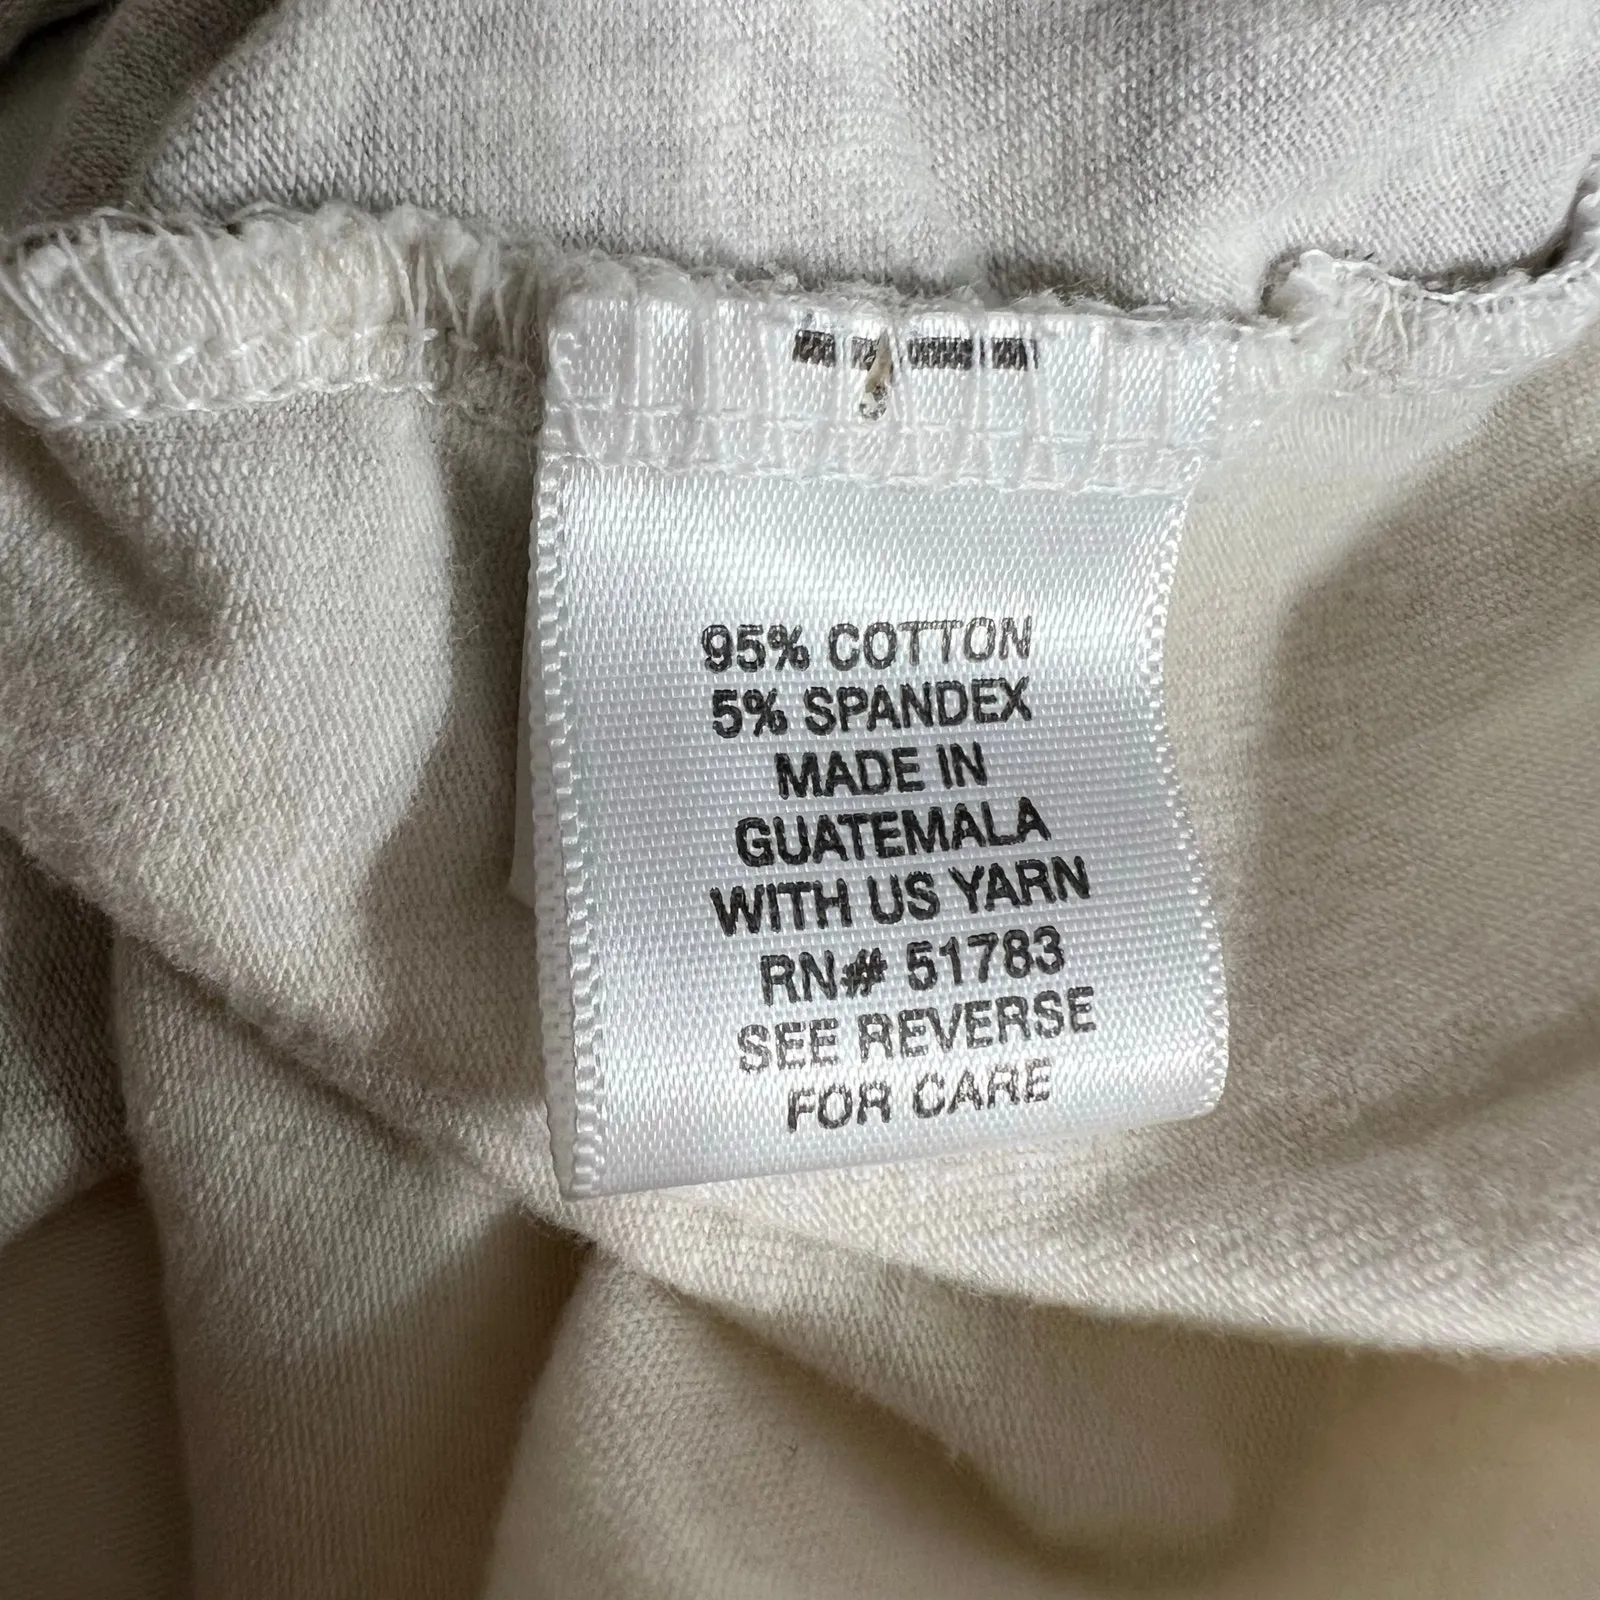 95% COTTON
5% SPANDEX
MADE IN
GUATEMALA
WITH US YARN
RN# 51783
SEE REVERSE
FOR CARE